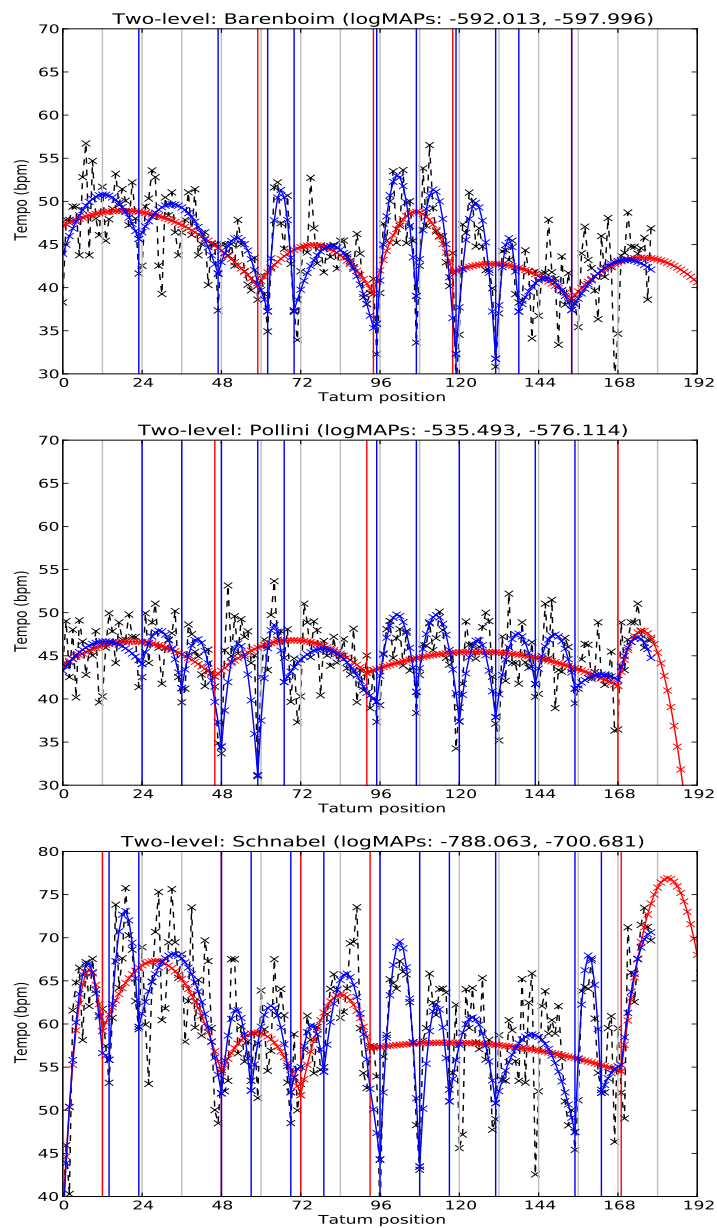 Two-level: Barenboim (logMAPs: -592.013, -597.996)
70
65
60
55
50
45
40
35
30
Tempo (bpm)
0 24 48 72 96 120 144 168 192
Tatum position
Two-level: Pollini (logMAPs: -535.493, -576.114)
70
65
60
55
50
45
40
35
30
Tempo (bpm)
0 24 48 72 96 120 144 168 192
Tatum position
Two-level: Schnabel (logMAPs: -788.063, -700.681)
80
75
70
65
60
55
50
45
40
Tempo (bpm)
0 24 48 72 96 120 144 168 192
Tatum position